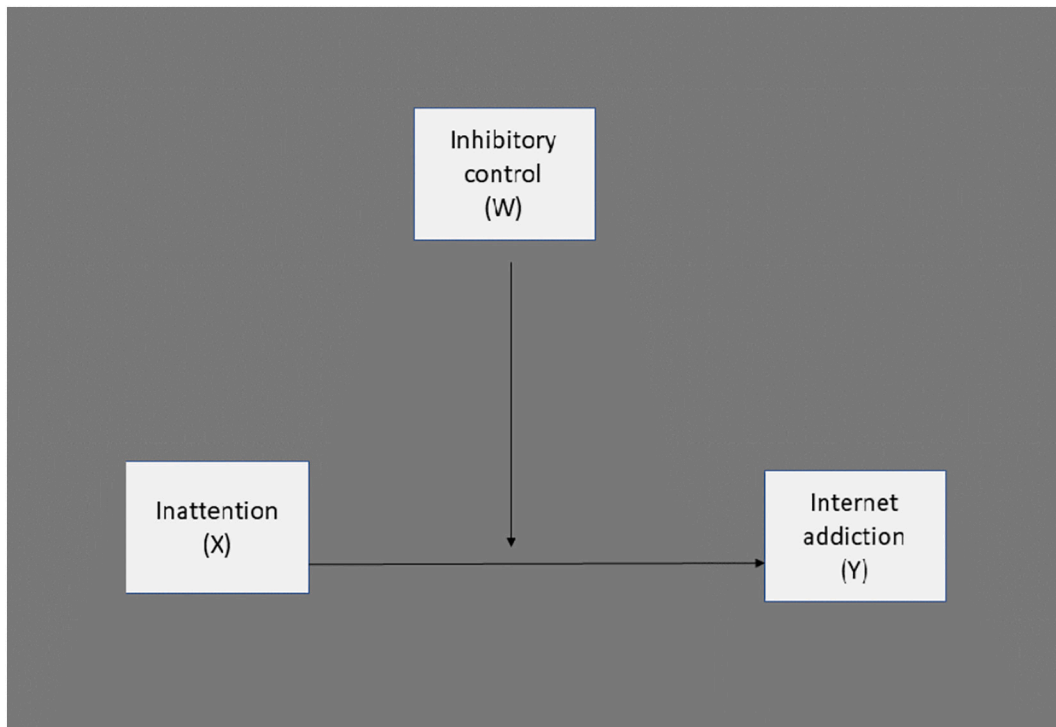 Inhibitory
control
(W)
Inattention
(X)
Internet
addiction
(Y)